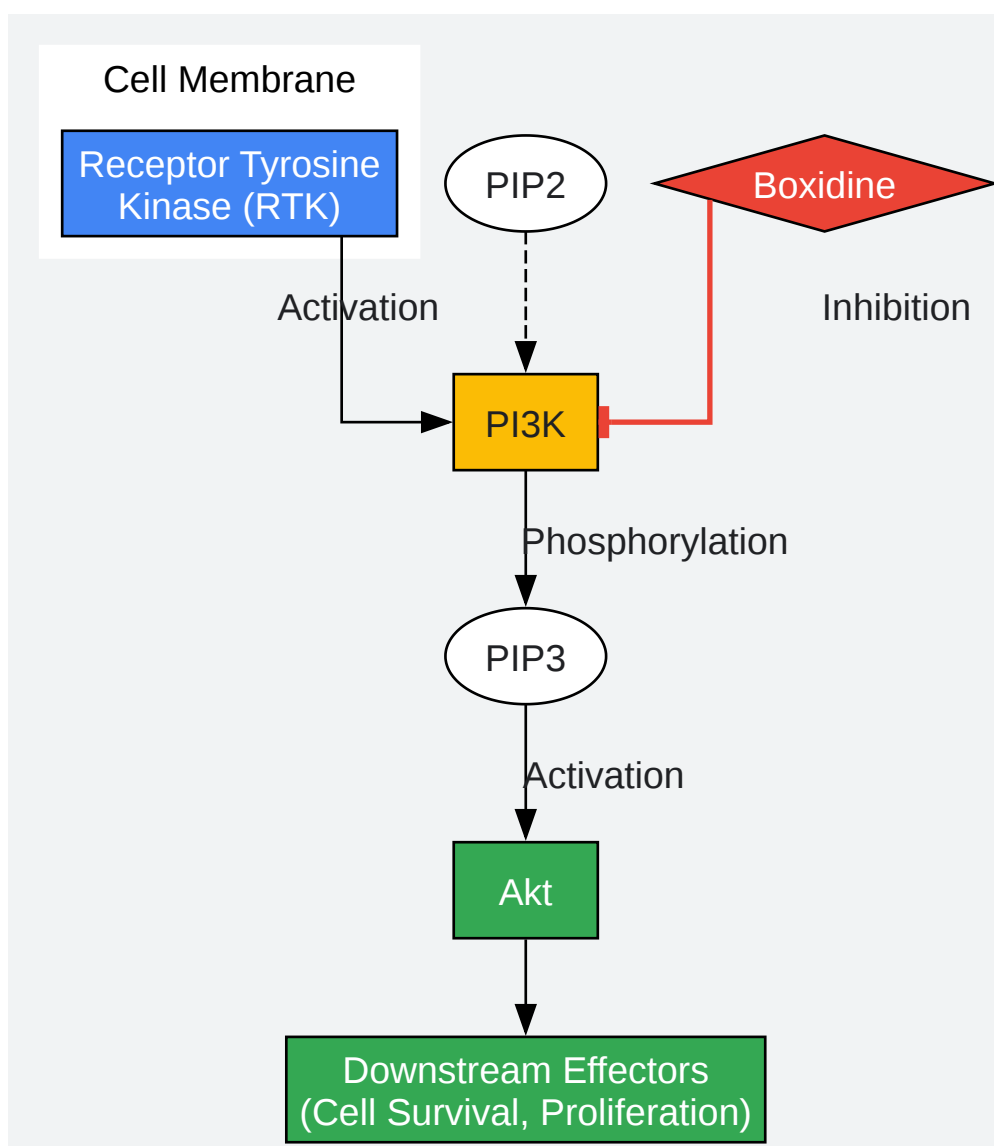 Cell Membrane
Receptor Tyrosine
Kinase (RTK)
PIP2
Boxidine
Activation
Inhibition
PI3K
Phosphorylation
PIP3
Activation
Akt
Downstream Effectors
(Cell Survival, Proliferation)